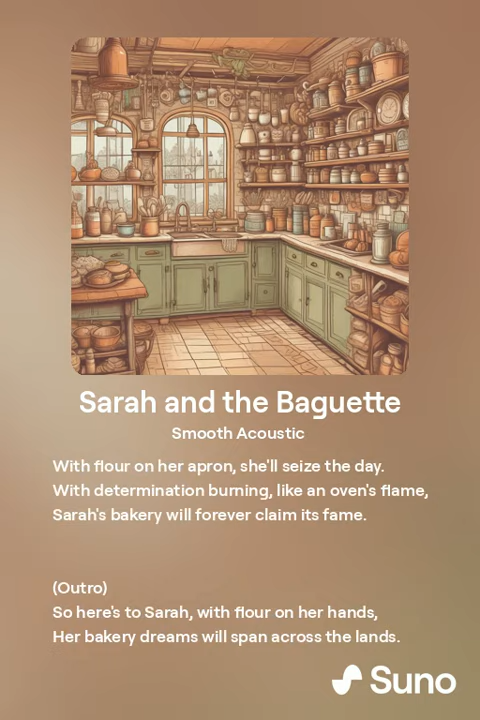 Sarah and the Baguette
Smooth Acoustic
With flour on her apron, she'll seize the day.
With determination burning, like an oven's flame,
Sarah's bakery will forever claim its fame.
(Outro)
So here's to Sarah, with flour on her hands,
Her bakery dreams will span across the lands.
Suno